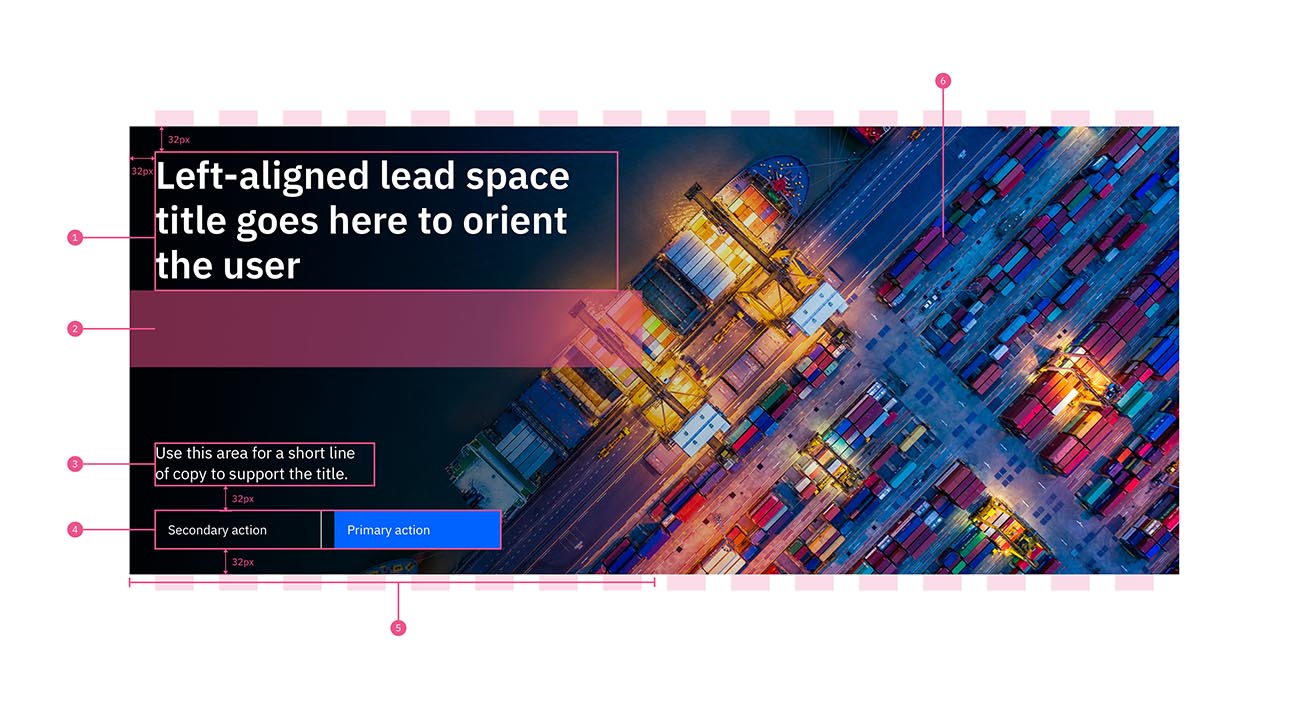 6
32px
32px
Left-aligned lead space
title goes here to orient
the user
1
2
Use this area for a short line
of copy to support the title.
3
32px
4
Secondary action
Primary action
32px
5